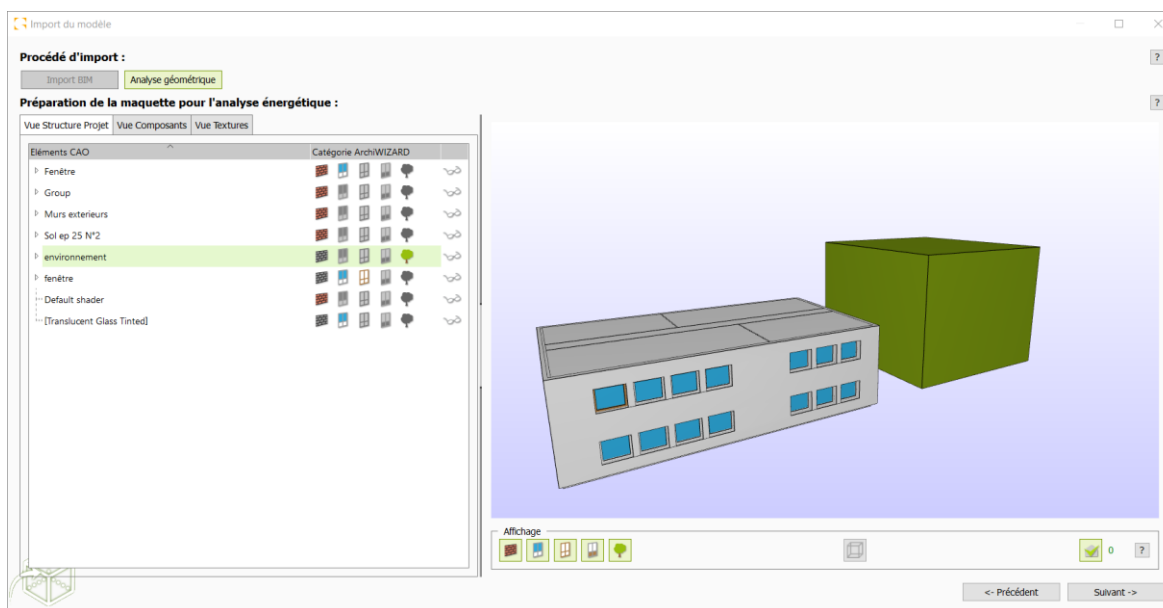 Import du modèle
Procédé d'import :
?
Import BIM Analyse géométrique
Préparation de la maquette pour l'analyse énergétique :
?
Vue Structure Projet Vue Composants Vue Textures
Eléments CAO Catégorie ArchiWIZARD
Fenêtre
Group
Murs exterieurs
Sol ep 25 N°2
environnement
fenêtre
Default shader
[Translucent Glass Tinted]
Affichage
0 ?
<- Précédent Suivant ->